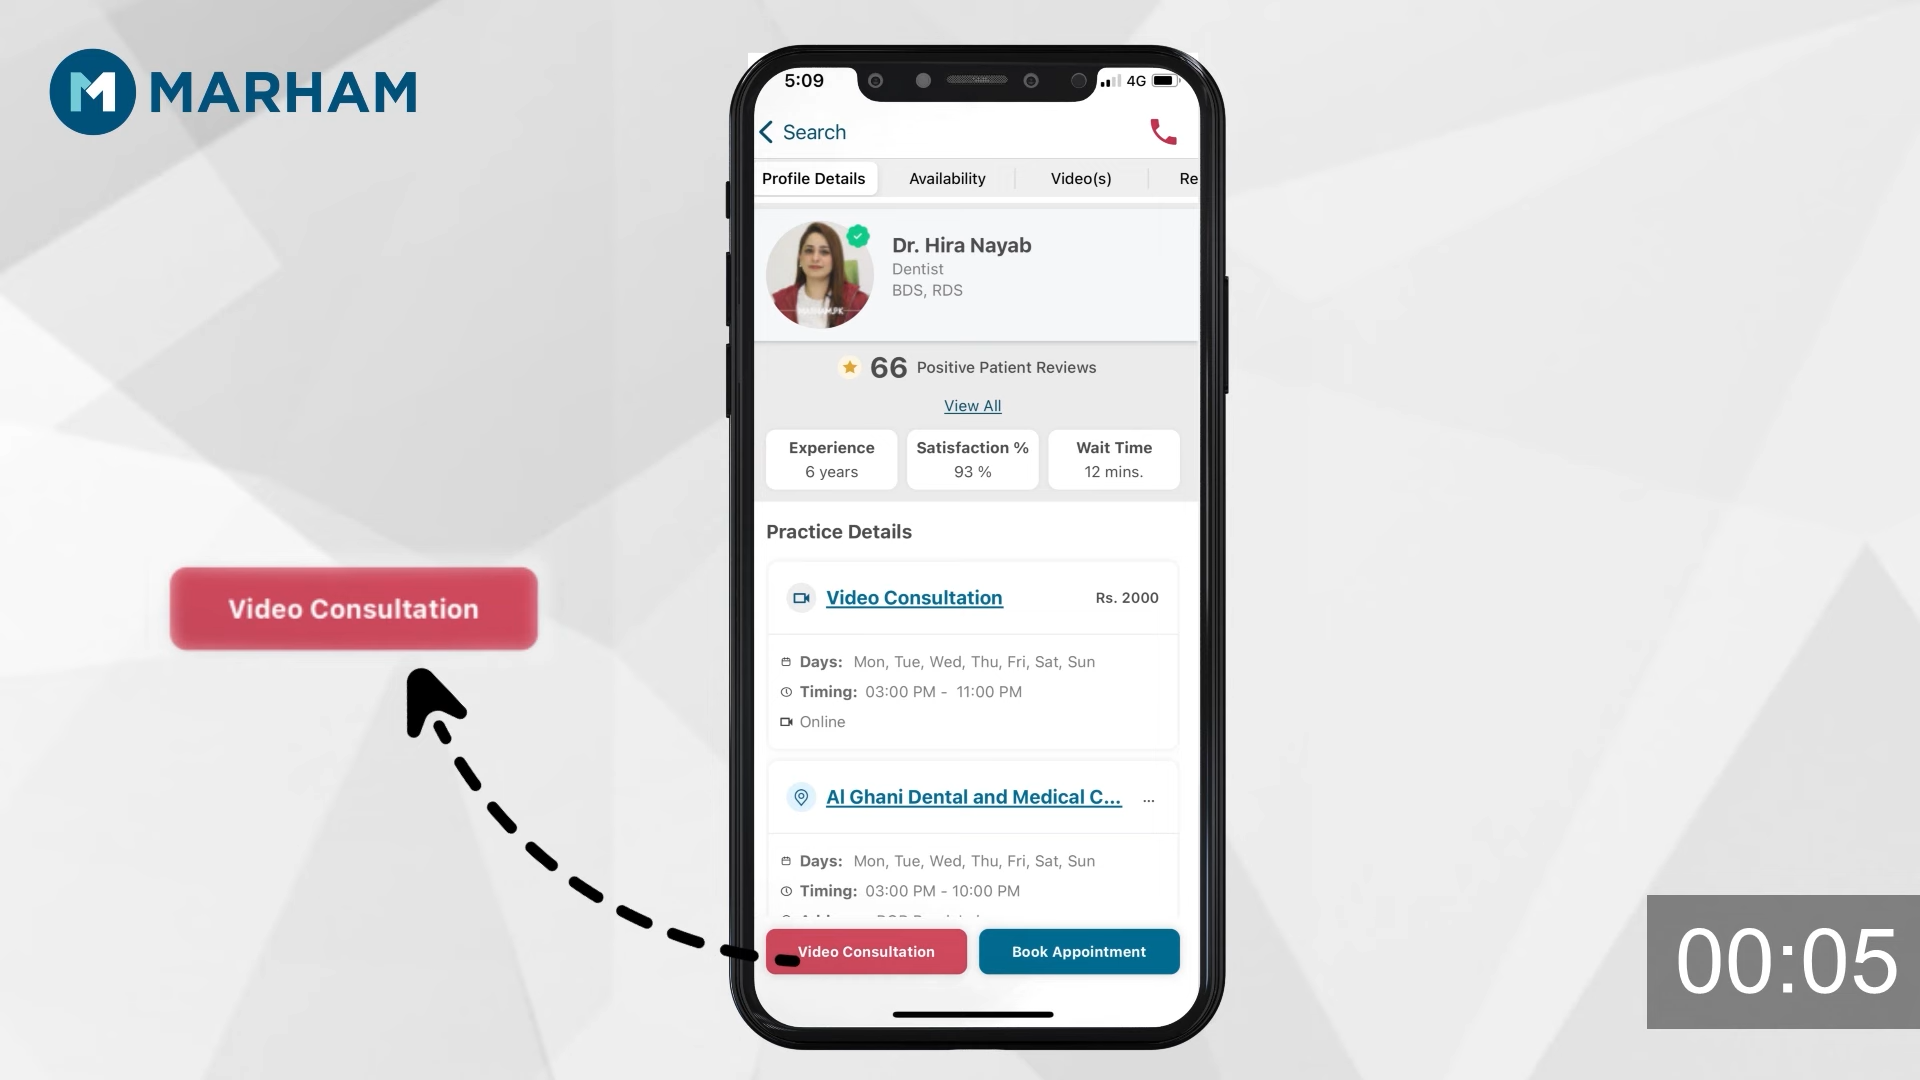 MARHAM
5:09
4G
Search
Profile Details
Availability
Video(s)
Re
Dr. Hira Nayab
Dentist
BDS, RDS
66 Positive Patient Reviews
View All
Experience
6 years
Satisfaction %
93 %
Wait Time
12 mins.
Practice Details
Video Consultation
Rs. 2000
Days: Mon, Tue, Wed, Thu, Fri, Sat, Sun
Timing: 03:00 PM - 11:00 PM
Online
Al Ghani Dental and Medical C...
...
Days: Mon, Tue, Wed, Thu, Fri, Sat, Sun
Timing: 03:00 PM - 10:00 PM
Video Consultation
Book Appointment
Video Consultation
00:05